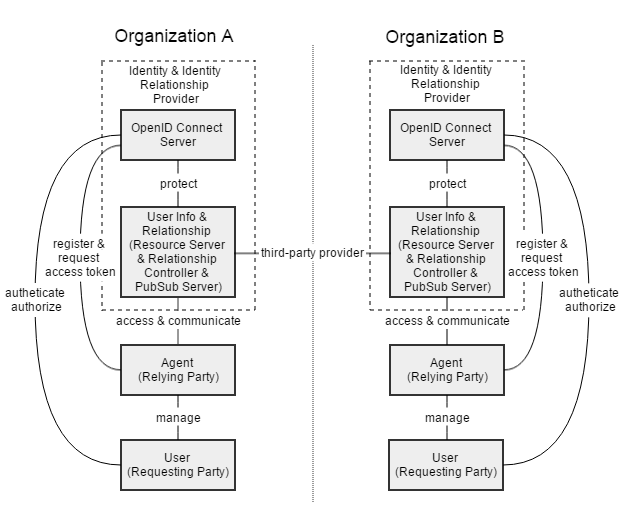 Organization A
Identity & Identity
Relationship
Provider
OpenID Connect
Server
protect
User Info &
Relationship
(Resource Server
& Relationship
Controller &
PubSub Server)
register &
request
access token
autheticate
authorize
access & communicate
Agent
(Relying Party)
manage
User
(Requesting Party)
third-party provider
Organization B
Identity & Identity
Relationship
Provider
OpenID Connect
Server
protect
User Info &
Relationship
(Resource Server
& Relationship
Controller &
PubSub Server)
register &
request
access token
autheticate
authorize
access & communicate
Agent
(Relying Party)
manage
User
(Requesting Party)